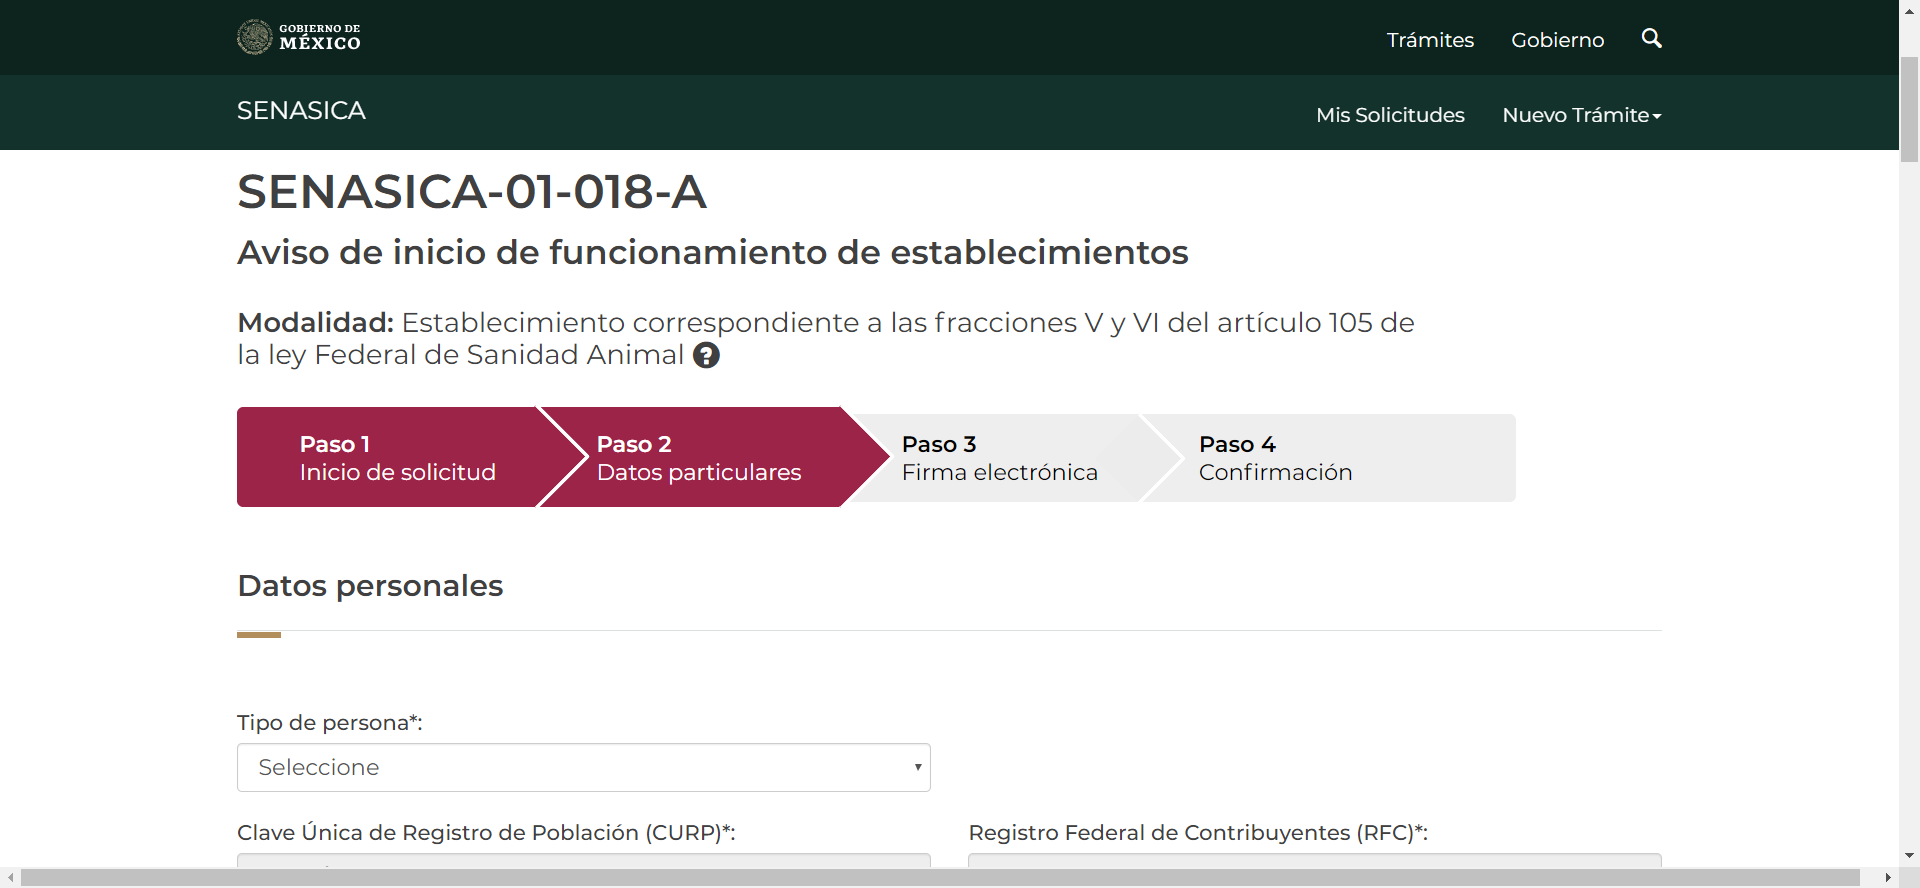 GOBIERNO DE
MÉXICO
Trámites
Gobierno
SENASICA
Mis Solicitudes
Nuevo Trámite
SENASICA-01-018-A
Aviso de inicio de funcionamiento de establecimientos
Modalidad: Establecimiento correspondiente a las fracciones V y VI del artículo 105 de
la ley Federal de Sanidad Animal ?
Paso 1
Inicio de solicitud
Paso 2
Datos particulares
Paso 3
Firma electrónica
Paso 4
Confirmación
Datos personales
Tipo de persona*:
Seleccione
Clave Única de Registro de Población (CURP)*:
Registro Federal de Contribuyentes (RFC)*: